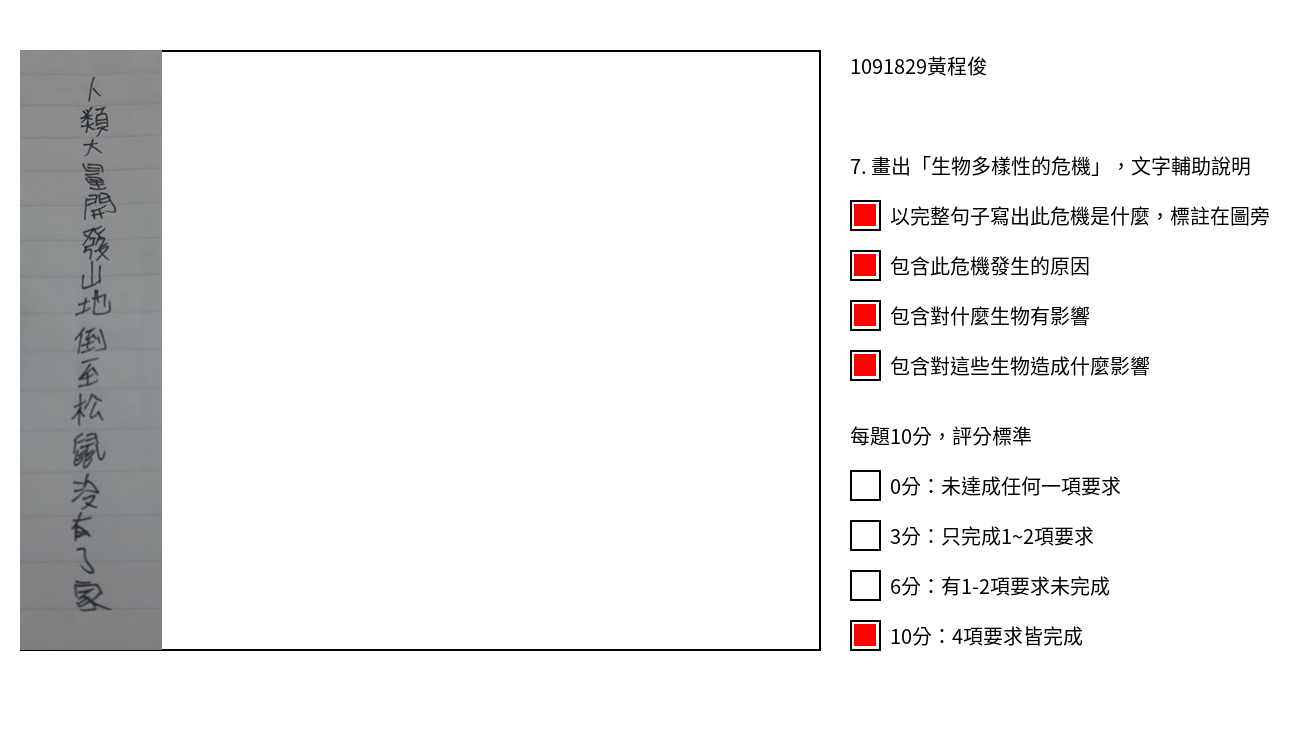 人類大量開發山地倒至松鼠沒有了家
1091829黃程俊
7. 畫出「生物多樣性的危機」，文字輔助說明
以完整句子寫出此危機是什麼，標註在圖旁
包含此危機發生的原因
包含對什麼生物有影響
包含對這些生物造成什麼影響
每題10分，評分標準
0分：未達成任何一項要求
3分：只完成1~2項要求
6分：有1-2項要求未完成
10分：4項要求皆完成